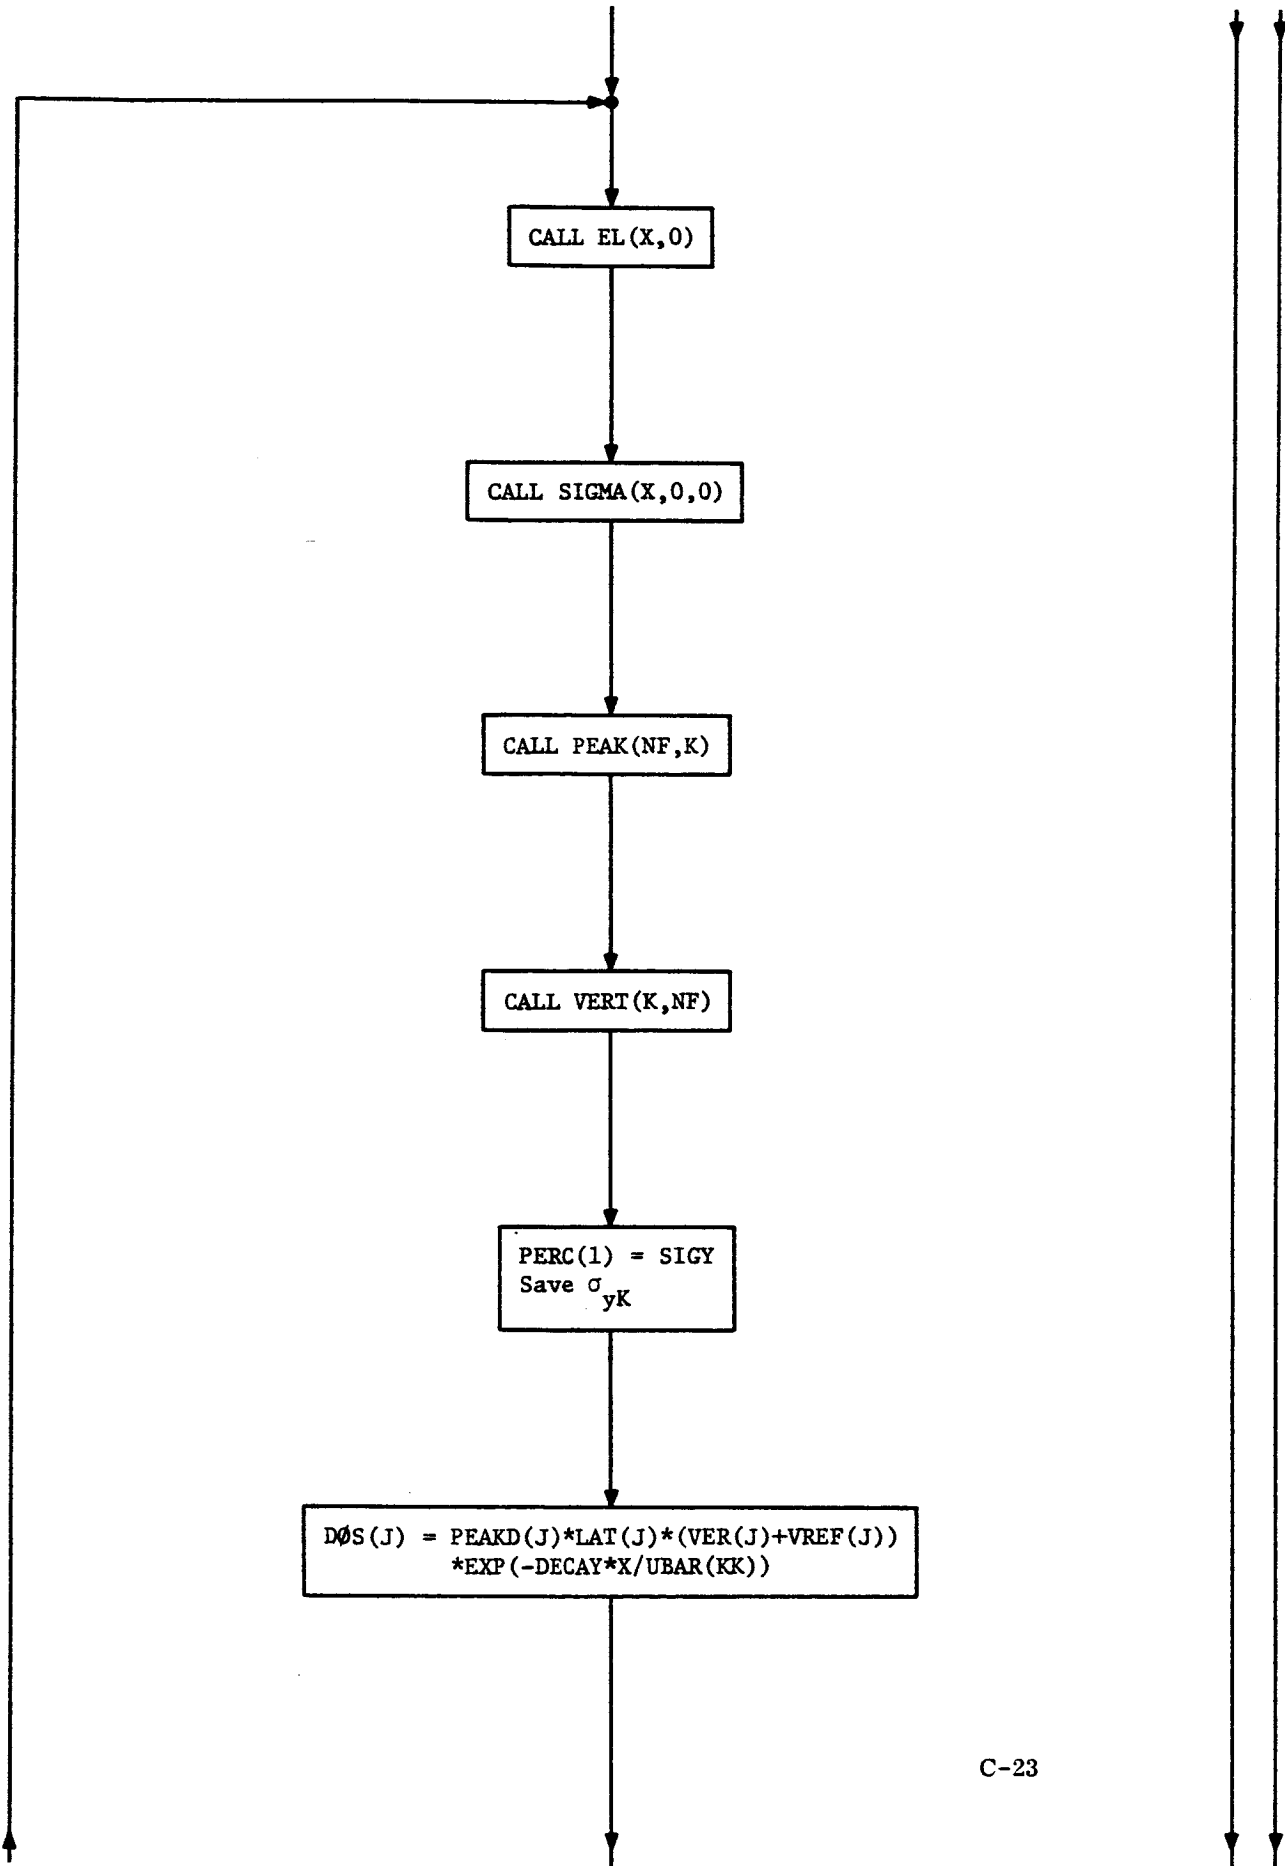 CALL EL(X,0)
CALL SIGMA(X,0,0)
CALL PEAK(NF,K)
CALL VERT(K,NF)
PERC(1) = SIGY
Save σyK
DØS(J) = PEAKD(J)*LAT(J)*(VER(J)+VREF(J))
*EXP(-DECAY*X/UBAR(KK))
C-23